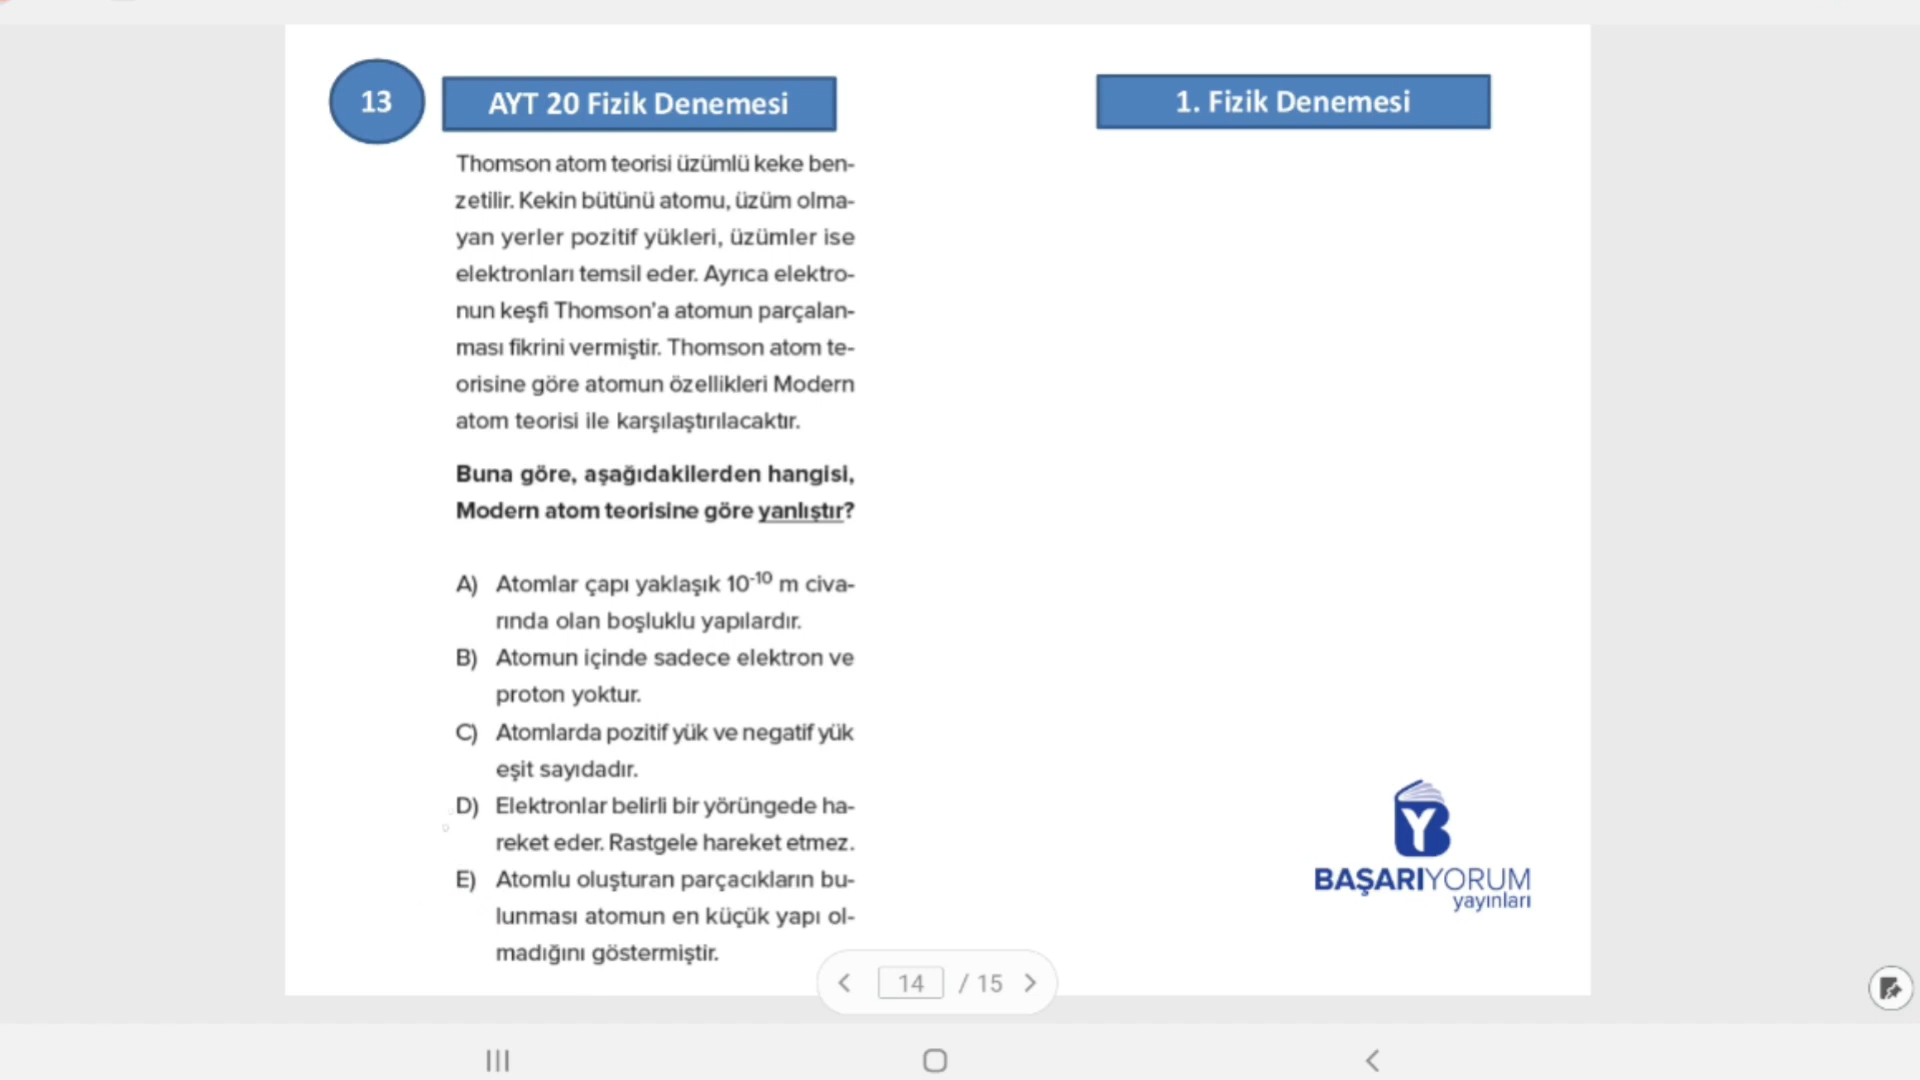 13
AYT 20 Fizik Denemesi
1. Fizik Denemesi
Thomson atom teorisi üzümlü keke ben-
zetilir. Kekin bütünü atomu, üzüm olma-
yan yerler pozitif yükleri, üzümler ise
elektronları temsil eder. Ayrıca elektro-
nun keşfi Thomson'a atomun parçalan-
ması fikrini vermiştir. Thomson atom te-
orisine göre atomun özellikleri Modern
atom teorisi ile karşılaştırılacaktır.
Buna göre, aşağıdakilerden hangisi,
Modern atom teorisine göre yanlıştır?
A) Atomlar çapı yaklaşık 10⁻¹⁰ m civa-
rında olan boşluklu yapılardır.
B) Atomun içinde sadece elektron ve
proton yoktur.
C) Atomlarda pozitif yük ve negatif yük
eşit sayıdadır.
D) Elektronlar belirli bir yörüngede ha-
reket eder. Rastgele hareket etmez.
E) Atomlu oluşturan parçacıkların bu-
lunması atomun en küçük yapı ol-
madığını göstermiştir.
BAŞARIYORUM
yayınları
14 / 15